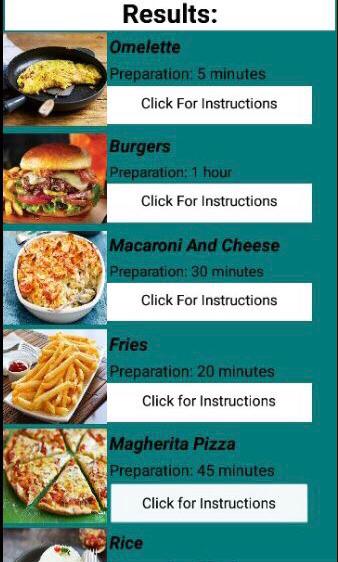 Results:
Omelette
Preparation: 5 minutes
Click For Instructions
Burgers
Preparation: 1 hour
Click For Instructions
Macaroni And Cheese
Preparation: 30 minutes
Click For Instructions
Fries
Preparation: 20 minutes
Click for Instructions
Magherita Pizza
Preparation: 45 minutes
Click for Instructions
Rice